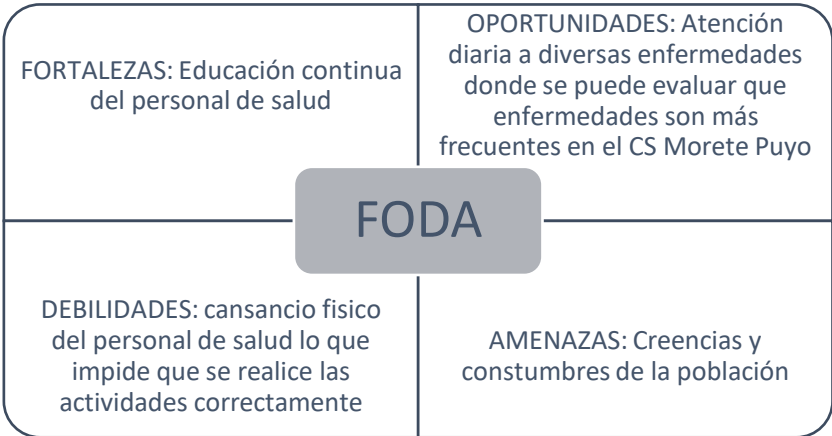 FORTALEZAS: Educación continua
del personal de salud
OPORTUNIDADES: Atención
diaria a diversas enfermedades
donde se puede evaluar que
enfermedades son más
frecuentes en el CS Morete Puyo
FODA
DEBILIDADES: cansancio fisico
del personal de salud lo que
impide que se realice las
actividades correctamente
AMENAZAS: Creencias y
constumbres de la población